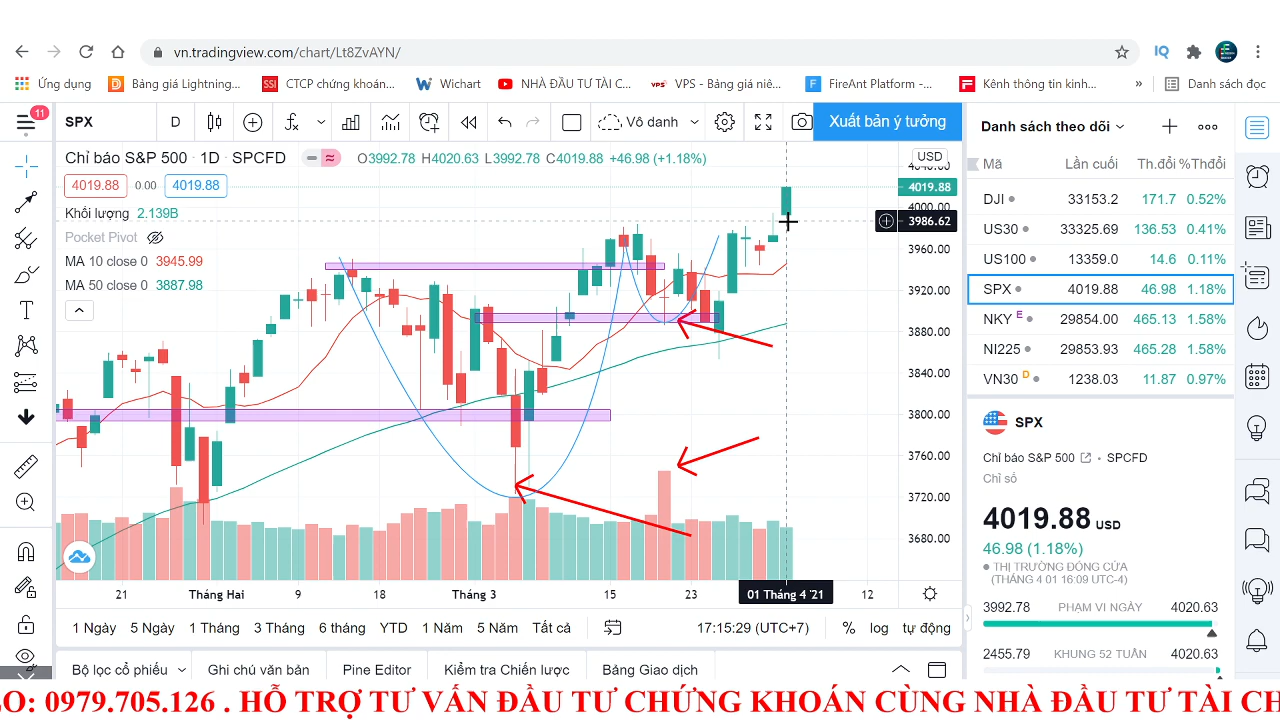 vn.tradingview.com/chart/Lt8ZvAYN/
IQ
Ứng dụng
Bảng giá Lightning...
SSI CTCP chứng khoán...
Wichart
NHÀ ĐẦU TƯ TÀI C...
VPS - Bảng giá niê...
FireAnt Platform -...
Kênh thông tin kinh...
»
Danh sách đọc
11
SPX
D
Vô danh
Xuất bản ý tưởng
Chỉ báo S&P 500 · 1D · SPCFD
O3992.78 H4020.63 L3992.78 C4019.88 +46.98 (+1.18%)
4019.88 0.00 4019.88
Khối lượng 2.139B
Pocket Pivot
MA 10 close 0 3945.99
MA 50 close 0 3887.98
USD
4040.00
4019.88
4000.00
3986.62
3960.00
3920.00
3880.00
3840.00
3800.00
3760.00
3720.00
3680.00
21
Tháng Hai
9
18
Tháng 3
15
23
01 Tháng 4 '21
12
1 Ngày 5 Ngày 1 Tháng 3 Tháng 6 tháng YTD 1 Năm 5 Năm Tất cả
17:15:29 (UTC+7) % log tự động
Bộ lọc cổ phiếu
Ghi chú văn bản
Pine Editor
Kiểm tra Chiến lược
Bảng Giao dịch
Danh sách theo dõi
Mã Lần cuối Th.đổi %Thđổi
DJI 33153.2 171.7 0.52%
US30 33325.69 136.53 0.41%
US100 13359.0 14.6 0.11%
SPX 4019.88 46.98 1.18%
NKY E 29854.00 465.13 1.58%
NI225 29853.93 465.28 1.58%
VN30 D 1238.03 11.87 0.97%
SPX
Chỉ báo S&P 500 · SPCFD
Chỉ số
4019.88 USD
46.98 (1.18%)
THỊ TRƯỜNG ĐÓNG CỬA
(THÁNG 4 01 16:09 UTC-4)
3992.78 PHẠM VI NGÀY 4020.63
2455.79 KHUNG 52 TUẦN 4020.63
LO: 0979.705.126 . HỖ TRỢ TƯ VẤN ĐẦU TƯ CHỨNG KHOÁN CÙNG NHÀ ĐẦU TƯ TÀI CH